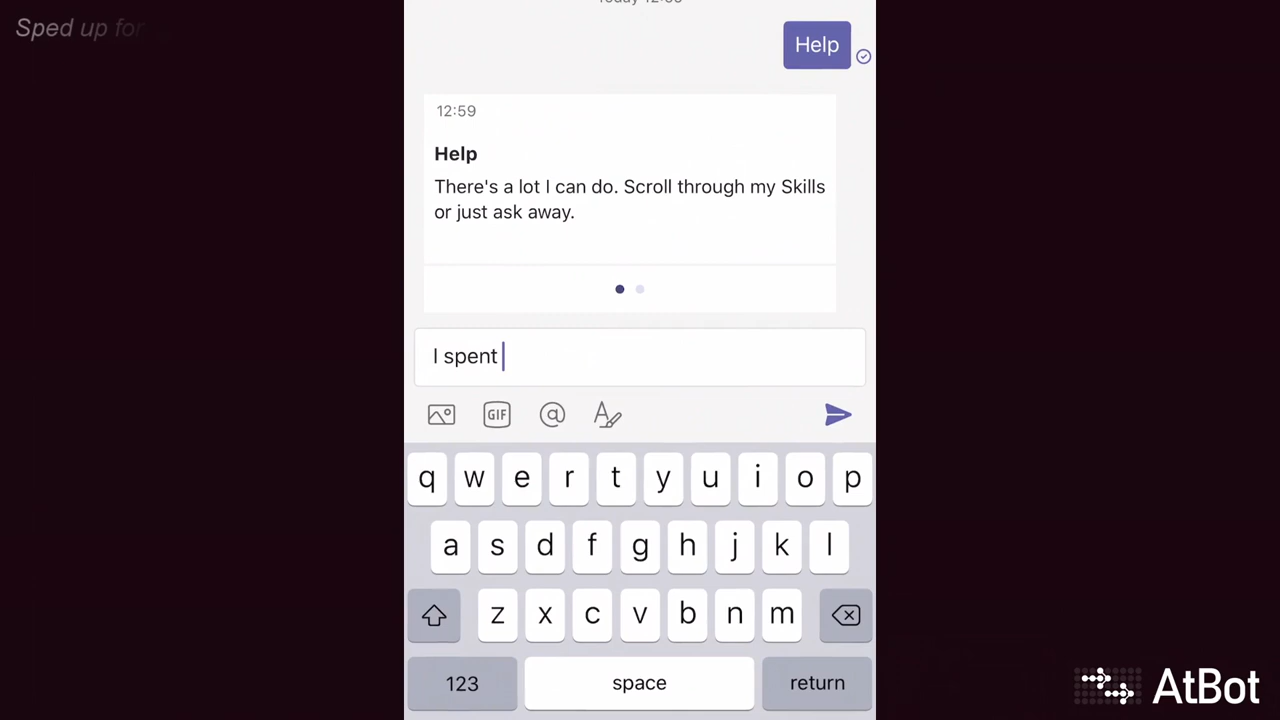 Sped up for
Help
12:59
Help
There's a lot I can do. Scroll through my Skills
or just ask away.
I spent
GIF
@
q w e r t y u i o p
a s d f g h j k l
z x c v b n m
123 space return
AtBot